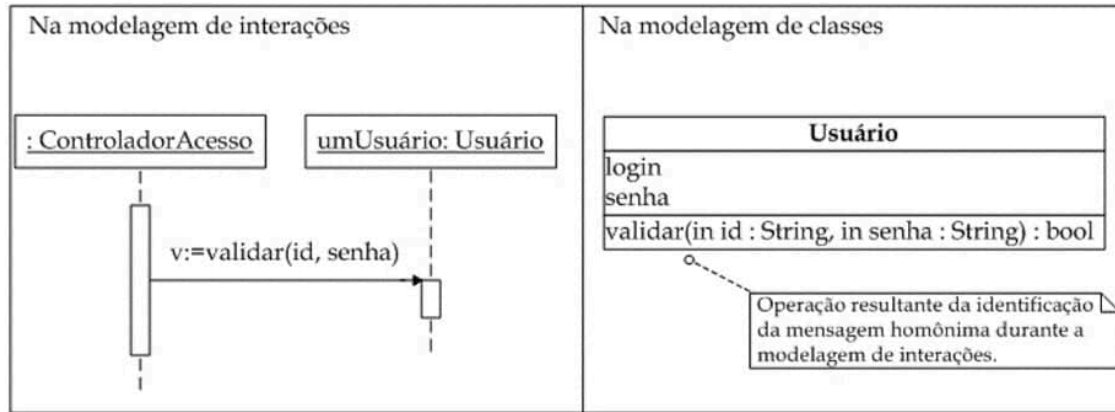 Na modelagem de interações
: ControladorAcesso
umUsuário: Usuário
v:=validar(id, senha)
Na modelagem de classes
Usuário
login
senha
validar(in id : String, in senha : String) : bool
Operação resultante da identificação
da mensagem homônima durante a
modelagem de interações.